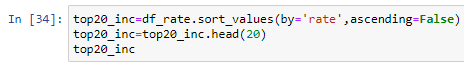 In [34]: top20_inc=df_rate.sort_values(by='rate',ascending=False)
top20_inc=top20_inc.head(20)
top20_inc